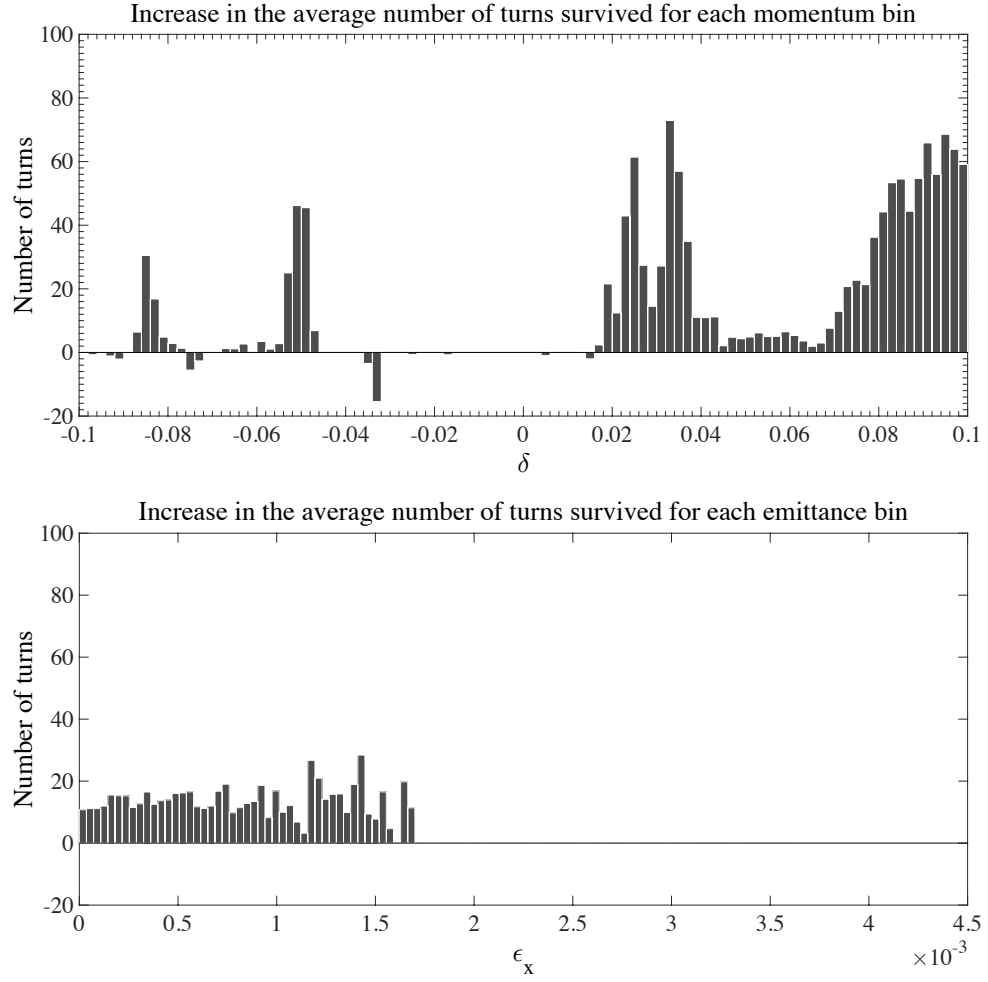 Increase in the average number of turns survived for each momentum bin
100
80
60
40
20
0
-20
Number of turns
-0.1 -0.08 -0.06 -0.04 -0.02 0 0.02 0.04 0.06 0.08 0.1
δ
Increase in the average number of turns survived for each emittance bin
100
80
60
40
20
0
-20
Number of turns
0 0.5 1 1.5 2 2.5 3 3.5 4 4.5
×10⁻³
ϵₓ